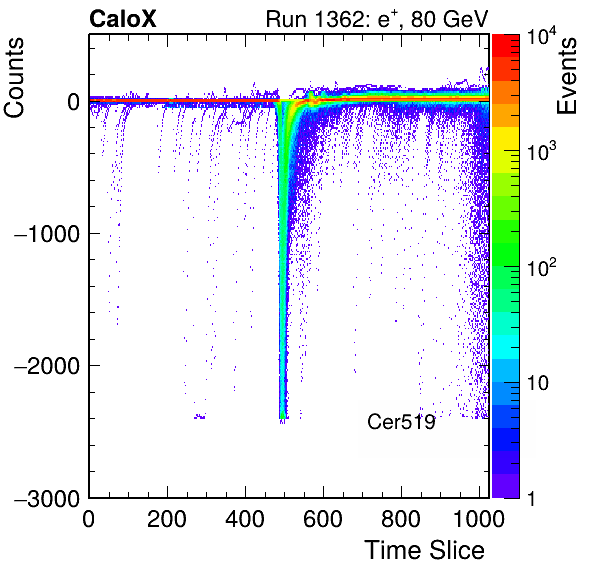 CaloX Run 1362: e⁺, 80 GeV
Counts
Events
0
−1000
−2000
−3000
10⁴
10³
10²
10
1
Cer519
0 200 400 600 800 1000
Time Slice